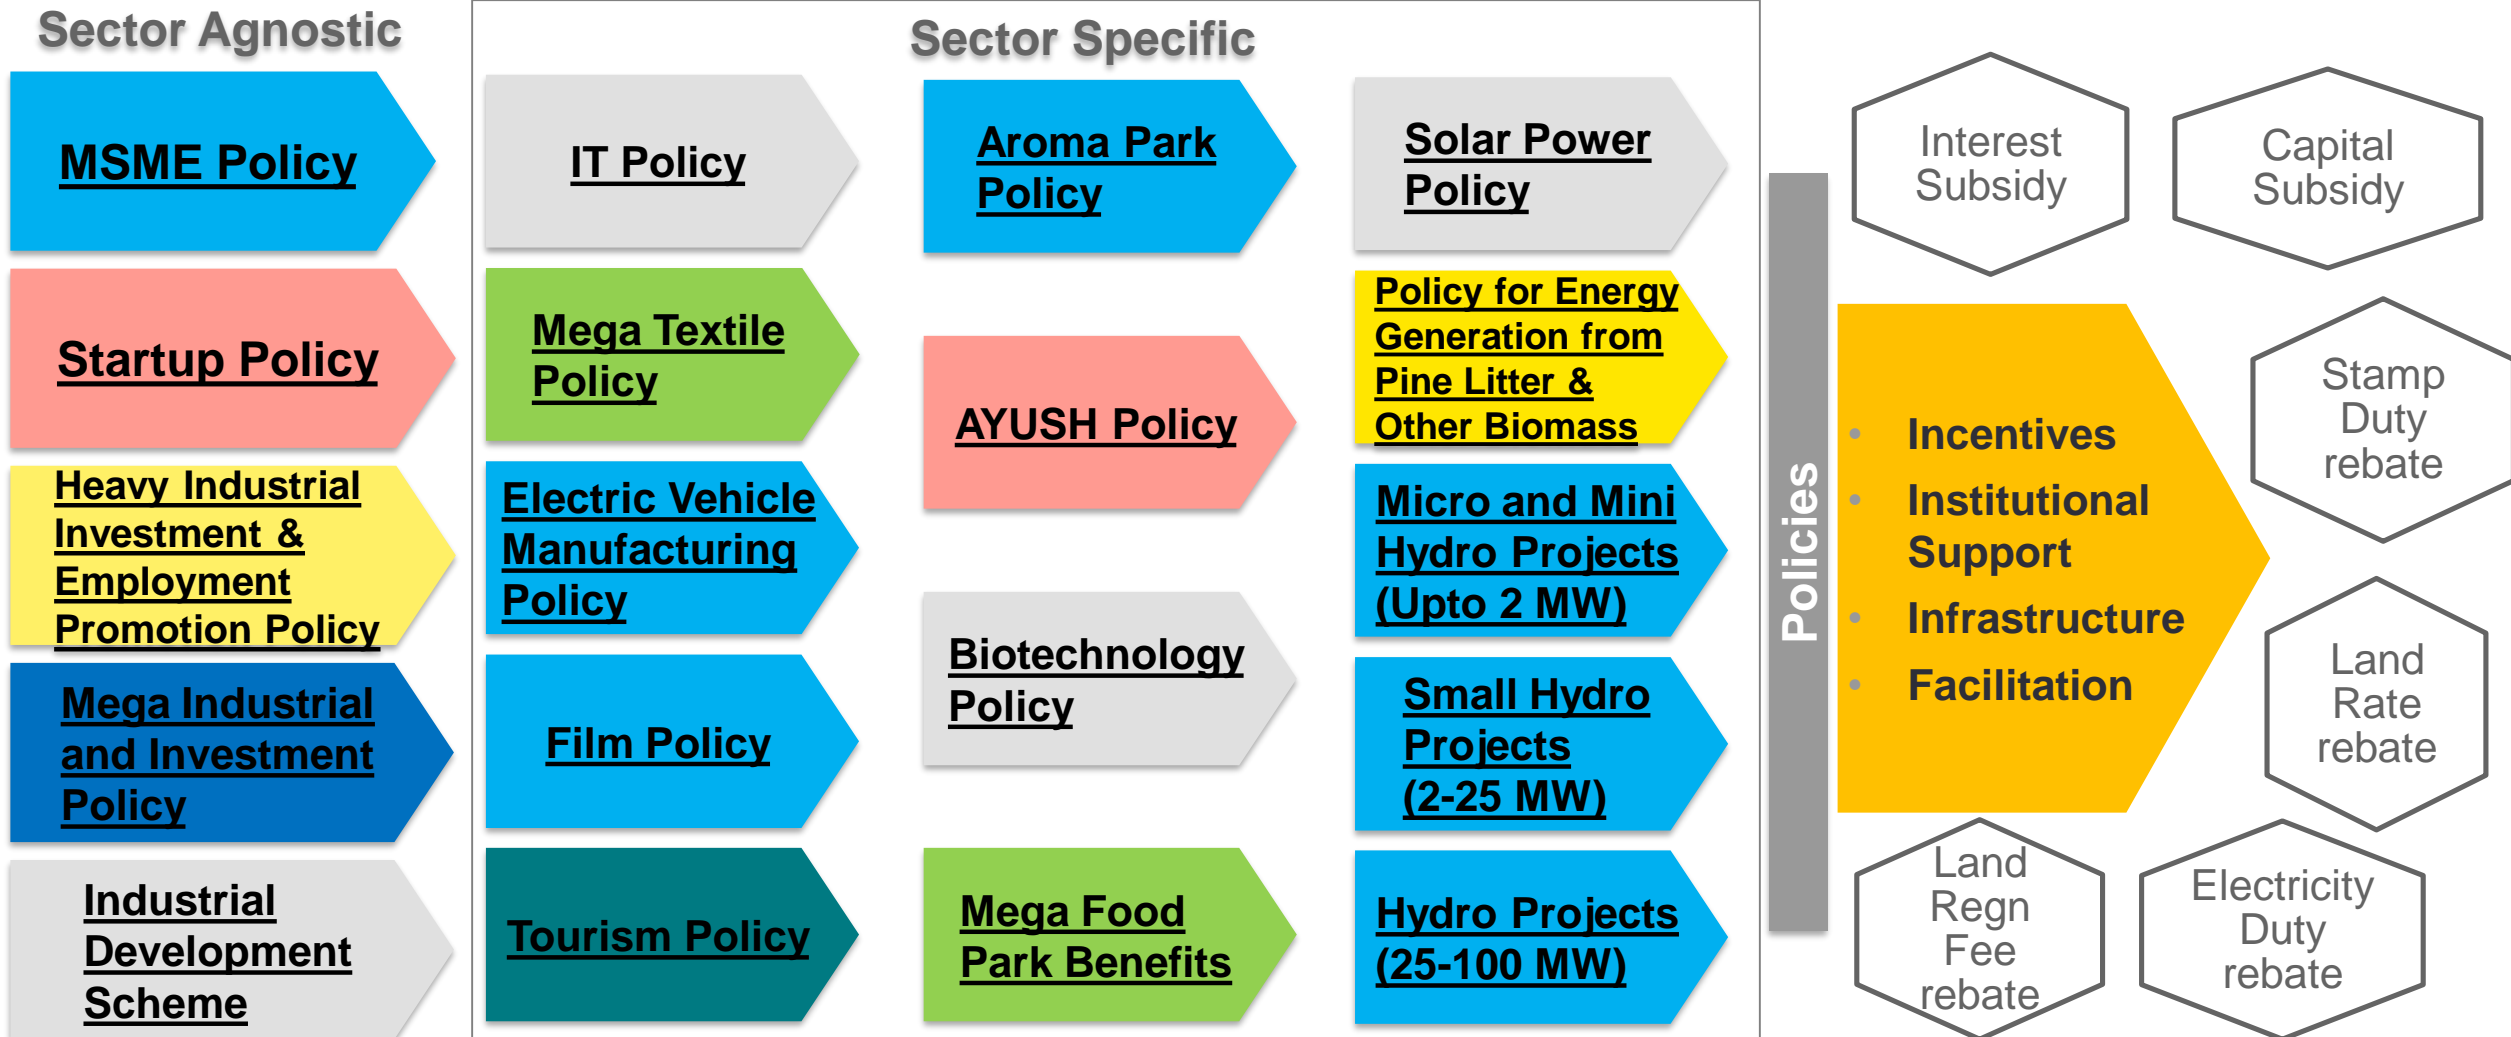 Sector Agnostic
MSME Policy
Startup Policy
Heavy Industrial
Investment &
Employment
Promotion Policy
Mega Industrial
and Investment
Policy
Industrial
Development
Scheme
Sector Specific
IT Policy
Mega Textile
Policy
Electric Vehicle
Manufacturing
Policy
Film Policy
Tourism Policy
Aroma Park
Policy
AYUSH Policy
Biotechnology
Policy
Mega Food
Park Benefits
Solar Power
Policy
Policy for Energy
Generation from
Pine Litter &
Other Biomass
Micro and Mini
Hydro Projects
(Upto 2 MW)
Small Hydro
Projects
(2-25 MW)
Hydro Projects
(25-100 MW)
Policies
• Incentives
• Institutional
Support
• Infrastructure
• Facilitation
Interest
Subsidy
Capital
Subsidy
Stamp
Duty
rebate
Land
Rate
rebate
Land
Regn
Fee
rebate
Electricity
Duty
rebate